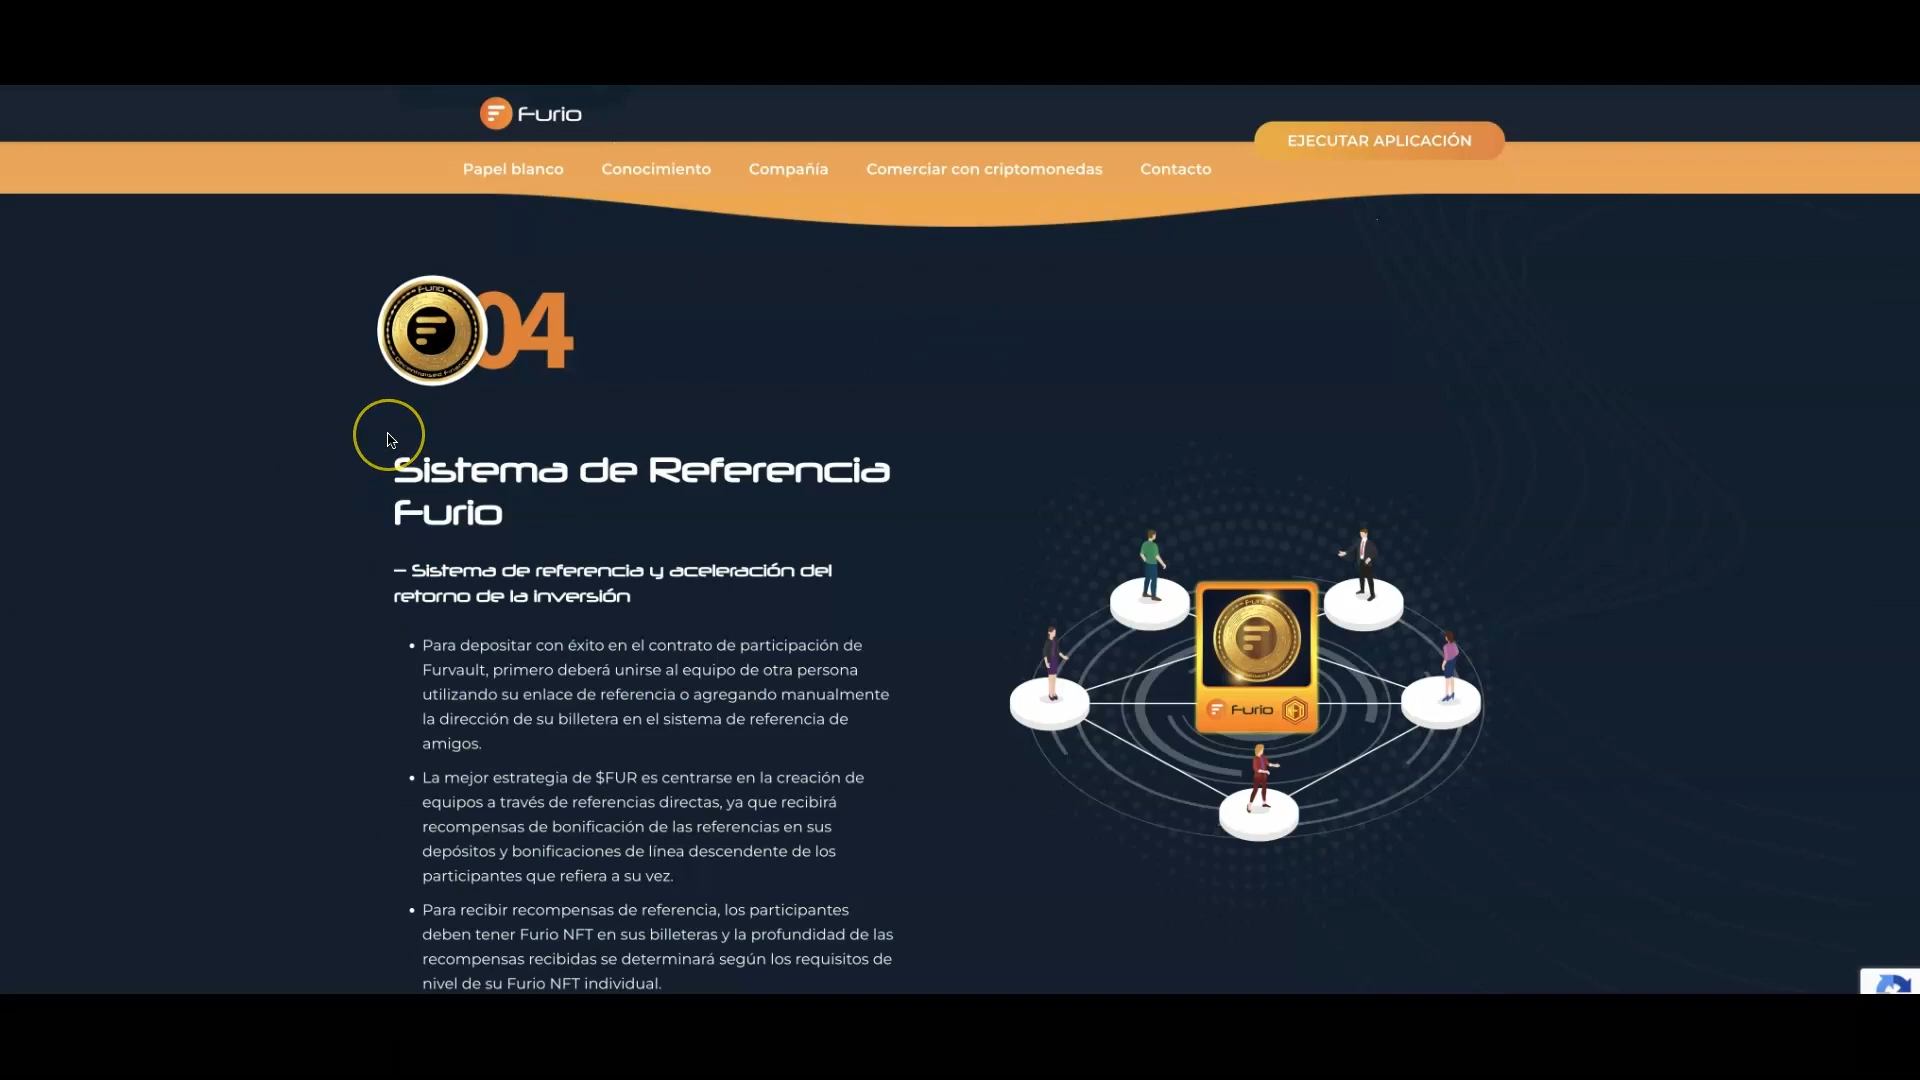 Furio
EJECUTAR APLICACIÓN
Papel blanco
Conocimiento
Compañía
Comerciar con criptomonedas
Contacto
Furio
04
Decentralised Finance
Sistema de Referencia
Furio
– Sistema de referencia y aceleración del
retorno de la inversión
• Para depositar con éxito en el contrato de participación de
Furvault, primero deberá unirse al equipo de otra persona
utilizando su enlace de referencia o agregando manualmente
la dirección de su billetera en el sistema de referencia de
amigos.
• La mejor estrategia de $FUR es centrarse en la creación de
equipos a través de referencias directas, ya que recibirá
recompensas de bonificación de las referencias en sus
depósitos y bonificaciones de línea descendente de los
participantes que refiera a su vez.
• Para recibir recompensas de referencia, los participantes
deben tener Furio NFT en sus billeteras y la profundidad de las
recompensas recibidas se determinará según los requisitos de
nivel de su Furio NFT individual.
Furio
Furio